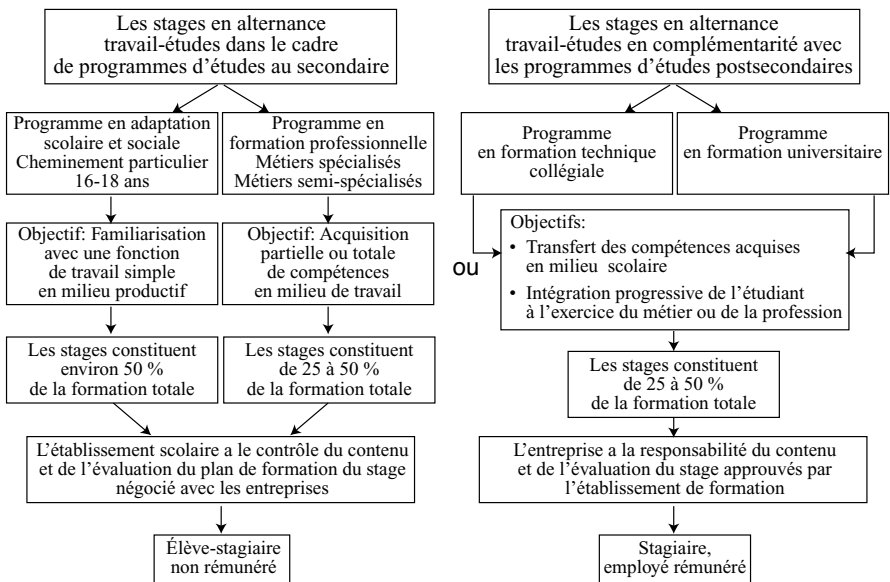 Les stages en alternance
travail-études dans le cadre
de programmes d'études au secondaire
Programme en adaptation
scolaire et sociale
Cheminement particulier
16-18 ans
Programme en
formation professionnelle
Métiers spécialisés
Métiers semi-spécialisés
Objectif: Familiarisation
avec une fonction
de travail simple
en milieu productif
Objectif: Acquisition
partielle ou totale
de compétences
en milieu de travail
Les stages constituent
environ 50 %
de la formation totale
Les stages constituent
de 25 à 50 %
de la formation totale
L'établissement scolaire a le contrôle du contenu
et de l'évaluation du plan de formation du stage
négocié avec les entreprises
Élève-stagiaire
non rémunéré
Les stages en alternance
travail-études en complémentarité avec
les programmes d'études postsecondaires
Programme
en formation technique
collégiale
Programme
en formation universitaire
ou
Objectifs:
• Transfert des compétences acquises
en milieu scolaire
• Intégration progressive de l'étudiant
à l'exercice du métier ou de la profession
Les stages constituent
de 25 à 50 %
de la formation totale
L'entreprise a la responsabilité du contenu
et de l'évaluation du stage approuvés par
l'établissement de formation
Stagiaire,
employé rémunéré